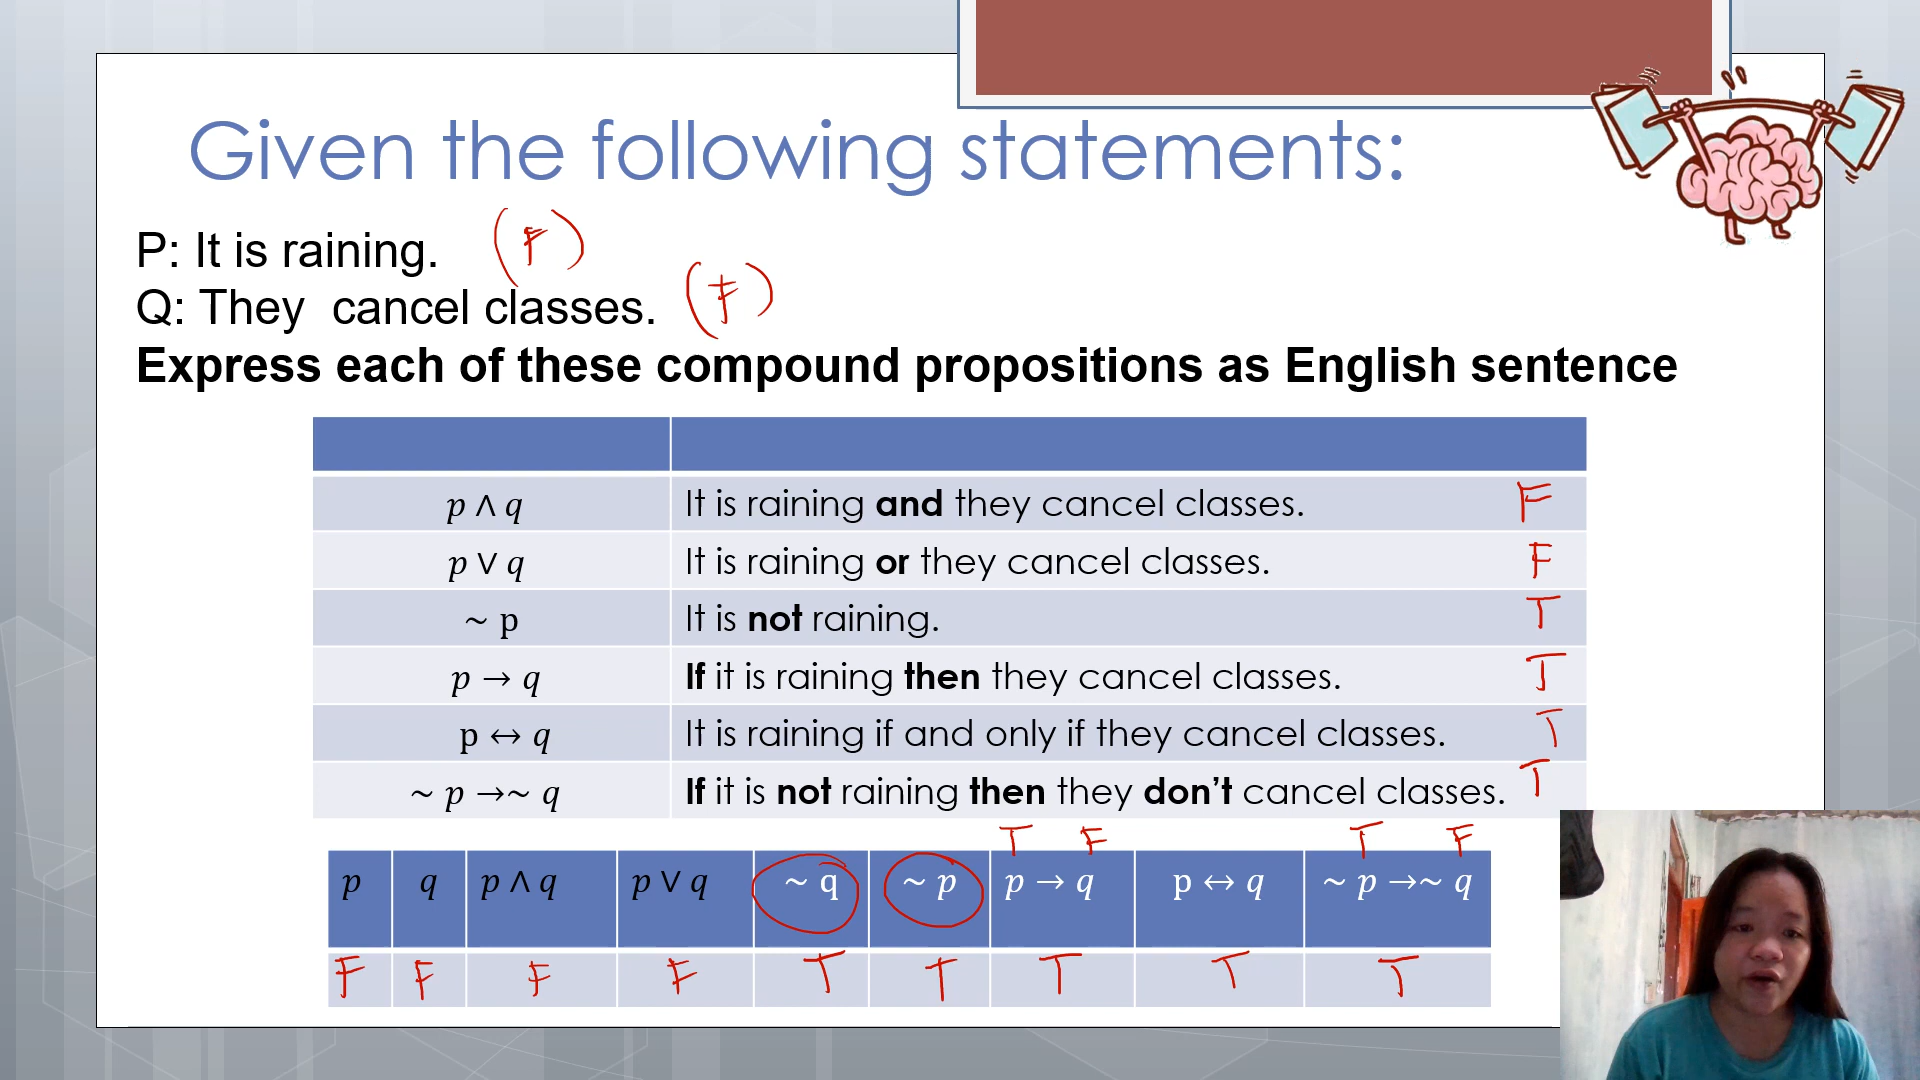 Given the following statements:
P: It is raining. (F)
Q: They cancel classes. (F)
Express each of these compound propositions as English sentence
p ∧ q It is raining and they cancel classes. F
p ∨ q It is raining or they cancel classes. F
~ p It is not raining. T
p → q If it is raining then they cancel classes. T
p ↔ q It is raining if and only if they cancel classes. T
~ p →~ q If it is not raining then they don't cancel classes. T
T F T F
p q p ∧ q p ∨ q ~ q ~ p p → q p ↔ q ~ p →~ q
F F F F T T T T T